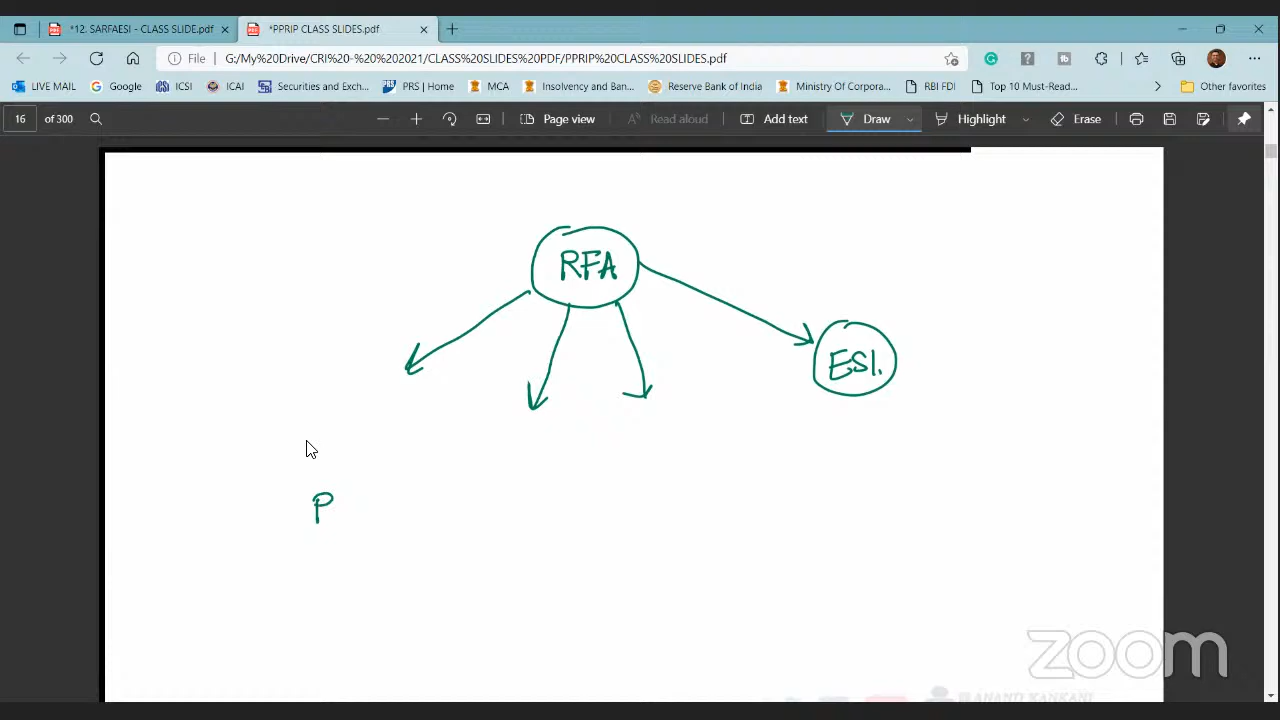 *12. SARFAESI - CLASS SLIDE.pdf
*PPRIP CLASS SLIDES.pdf
File
G:/My%20Drive/CRI%20-%20%202021/CLASS%20SLIDES%20PDF/PPRIP%20CLASS%20SLIDES.pdf
LIVE MAIL
Google
ICSI
ICAI
Securities and Exch...
PRS | Home
MCA
Insolvency and Ban...
Reserve Bank of India
Ministry Of Corpora...
RBI FDI
Top 10 Must-Read...
Other favorites
16 of 300
Page view
Read aloud
Add text
Draw
Highlight
Erase
RFA
ESI.
P
zoom
ANAND KANKANI